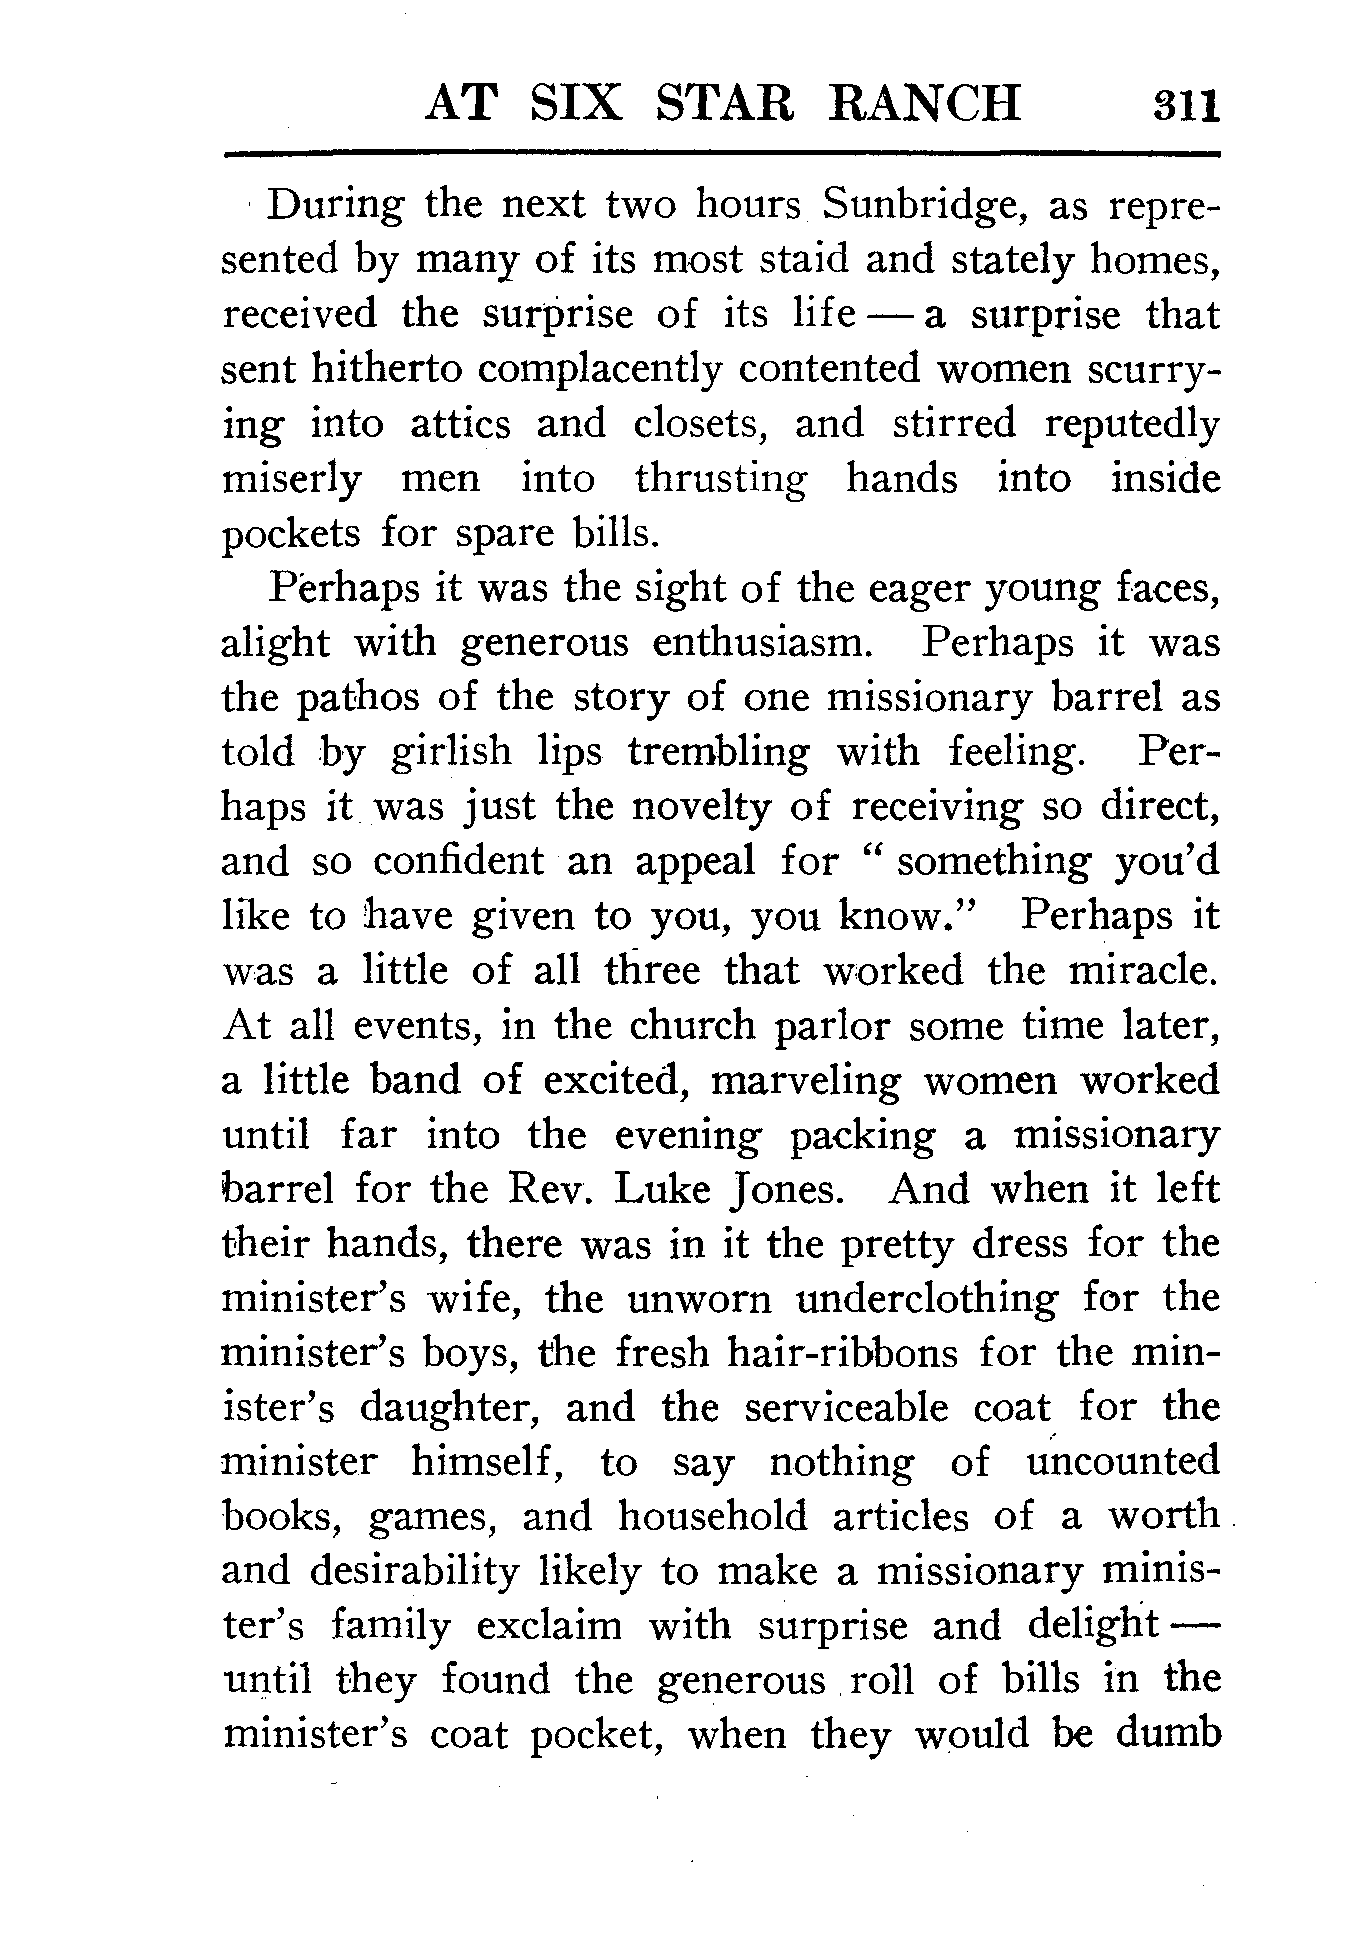 AT SIX STAR RANCH 311
During the next two hours Sunbridge, as repre-
sented by many of its most staid and stately homes,
received the surprise of its life — a surprise that
sent hitherto complacently contented women scurry-
ing into attics and closets, and stirred reputedly
miserly men into thrusting hands into inside
pockets for spare bills.
Perhaps it was the sight of the eager young faces,
alight with generous enthusiasm. Perhaps it was
the pathos of the story of one missionary barrel as
told by girlish lips trembling with feeling. Per-
haps it was just the novelty of receiving so direct,
and so confident an appeal for “ something you’d
like to have given to you, you know.” Perhaps it
was a little of all three that worked the miracle.
At all events, in the church parlor some time later,
a little band of excited, marveling women worked
until far into the evening packing a missionary
barrel for the Rev. Luke Jones. And when it left
their hands, there was in it the pretty dress for the
minister’s wife, the unworn underclothing for the
minister’s boys, the fresh hair-ribbons for the min-
ister’s daughter, and the serviceable coat for the
minister himself, to say nothing of uncounted
books, games, and household articles of a worth
and desirability likely to make a missionary minis-
ter’s family exclaim with surprise and delight —
until they found the generous roll of bills in the
minister’s coat pocket, when they would be dumb